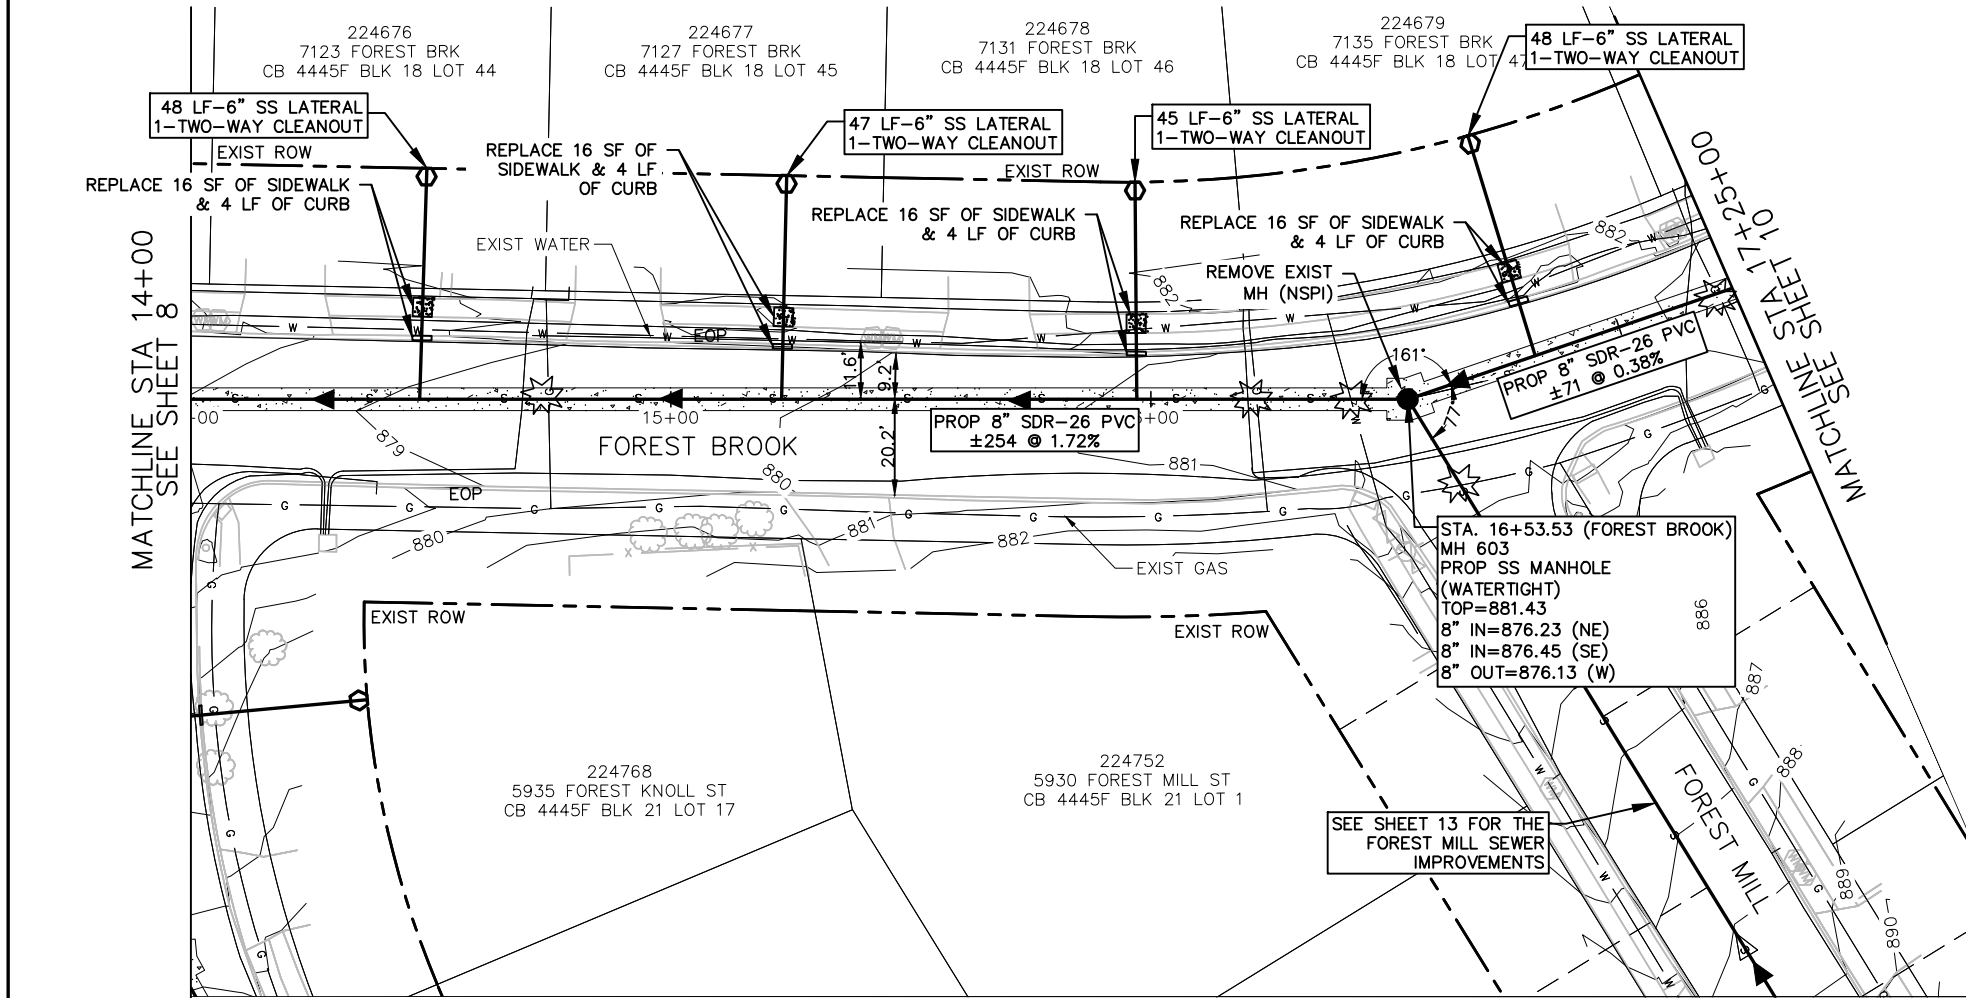 224676
7123 FOREST BRK
CB 4445F BLK 18 LOT 44
224677
7127 FOREST BRK
CB 4445F BLK 18 LOT 45
224678
7131 FOREST BRK
CB 4445F BLK 18 LOT 46
224679
7135 FOREST BRK
CB 4445F BLK 18 LOT 47
48 LF-6" SS LATERAL
1-TWO-WAY CLEANOUT
48 LF-6" SS LATERAL
1-TWO-WAY CLEANOUT
47 LF-6" SS LATERAL
1-TWO-WAY CLEANOUT
45 LF-6" SS LATERAL
1-TWO-WAY CLEANOUT
EXIST ROW
REPLACE 16 SF OF
SIDEWALK & 4 LF
OF CURB
EXIST ROW
REPLACE 16 SF OF SIDEWALK
& 4 LF OF CURB
REPLACE 16 SF OF SIDEWALK
& 4 LF OF CURB
REPLACE 16 SF OF SIDEWALK
& 4 LF OF CURB
EXIST WATER
REMOVE EXIST
MH (NSPI)
882
882
MATCHLINE STA 14+00
SEE SHEET 8
MATCHLINE STA 17+25+00
SEE SHEET 10
EOP
W W W W W W W W W W W
11.6'
9.2'
20.2'
161°
77°
PROP 8" SDR-26 PVC
±71 @ 0.38%
+00
15+00
+00
PROP 8" SDR-26 PVC
±254 @ 1.72%
FOREST BROOK
879
880
881
EOP
G G G G G G G G G G G G
880
881
882
EXIST GAS
STA. 16+53.53 (FOREST BROOK)
MH 603
PROP SS MANHOLE
(WATERTIGHT)
TOP=881.43
8" IN=876.23 (NE)
8" IN=876.45 (SE)
8" OUT=876.13 (W)
886
EXIST ROW
EXIST ROW
887
888
889
890
224768
5935 FOREST KNOLL ST
CB 4445F BLK 21 LOT 17
224752
5930 FOREST MILL ST
CB 4445F BLK 21 LOT 1
FOREST MILL
SEE SHEET 13 FOR THE
FOREST MILL SEWER
IMPROVEMENTS